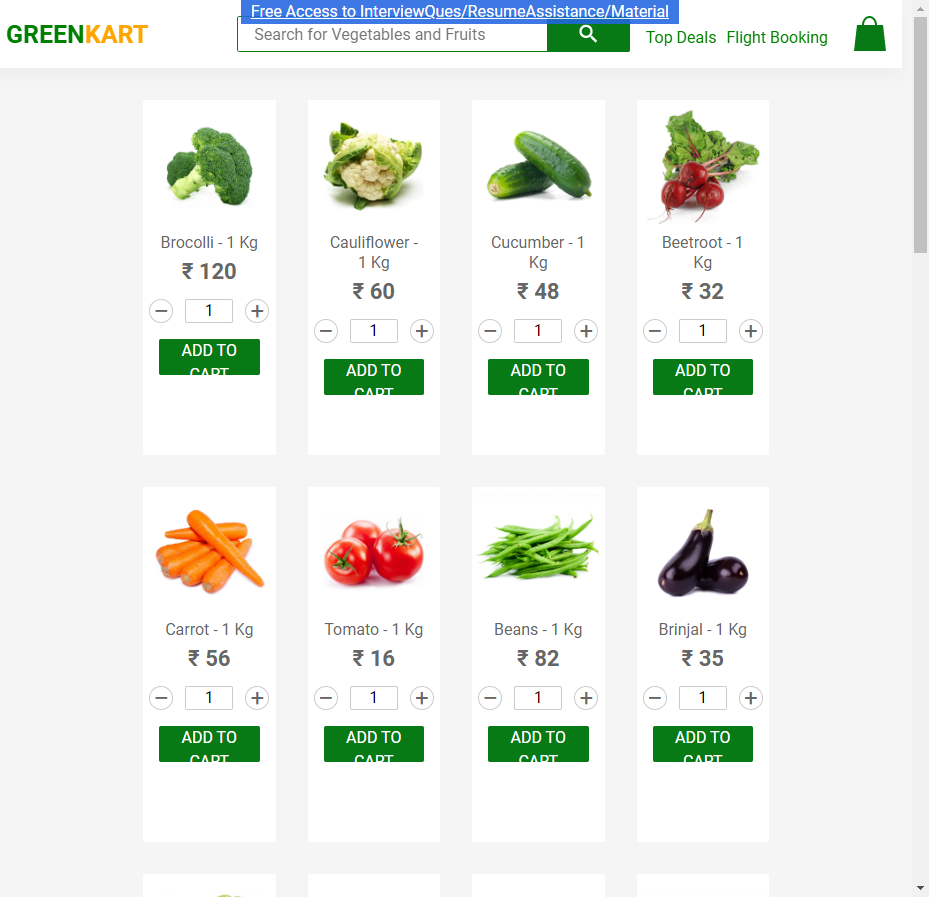 Free Access to InterviewQues/ResumeAssistance/Material
GREENKART
Search for Vegetables and Fruits
Top Deals Flight Booking
Brocolli - 1 Kg
₹ 120
1
ADD TO
CART
Cauliflower -
1 Kg
₹ 60
1
ADD TO
CART
Cucumber - 1
Kg
₹ 48
1
ADD TO
CART
Beetroot - 1
Kg
₹ 32
1
ADD TO
CART
Carrot - 1 Kg
₹ 56
1
ADD TO
CART
Tomato - 1 Kg
₹ 16
1
ADD TO
CART
Beans - 1 Kg
₹ 82
1
ADD TO
CART
Brinjal - 1 Kg
₹ 35
1
ADD TO
CART